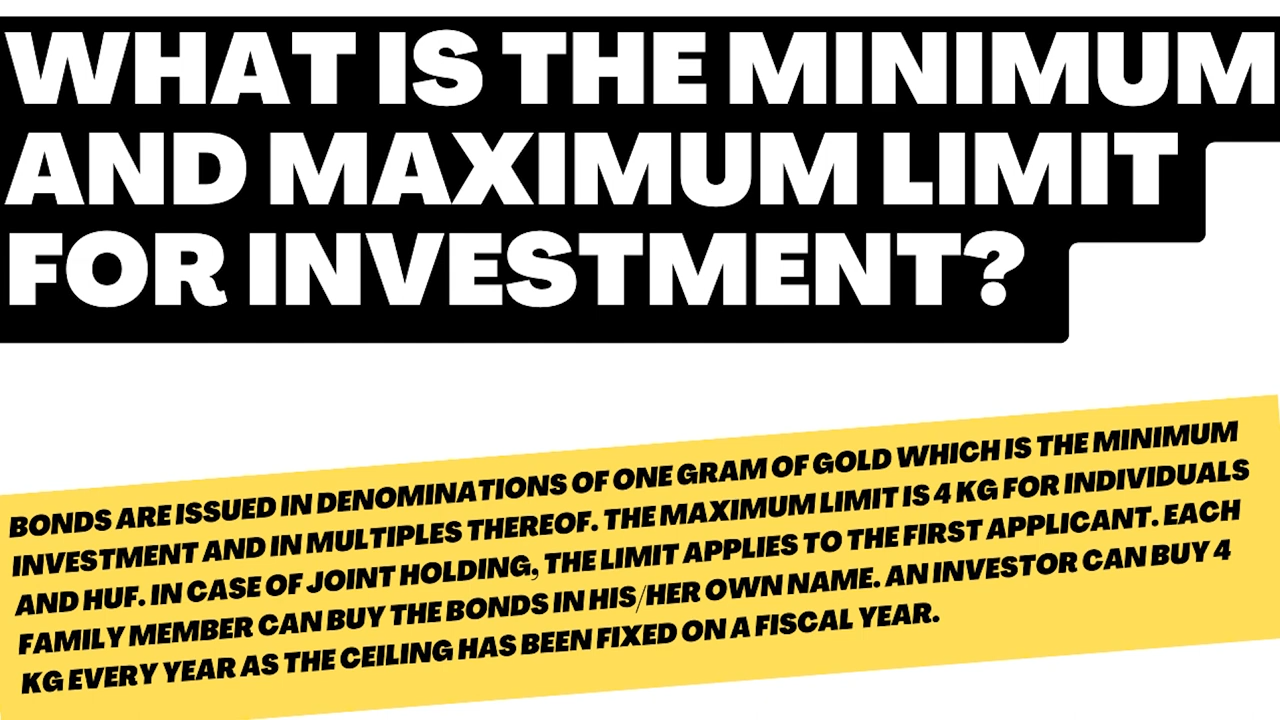 WHAT IS THE MINIMUM
AND MAXIMUM LIMIT
FOR INVESTMENT?
BONDS ARE ISSUED IN DENOMINATIONS OF ONE GRAM OF GOLD WHICH IS THE MINIMUM
INVESTMENT AND IN MULTIPLES THEREOF. THE MAXIMUM LIMIT IS 4 KG FOR INDIVIDUALS
AND HUF. IN CASE OF JOINT HOLDING, THE LIMIT APPLIES TO THE FIRST APPLICANT. EACH
FAMILY MEMBER CAN BUY THE BONDS IN HIS/HER OWN NAME. AN INVESTOR CAN BUY 4
KG EVERY YEAR AS THE CEILING HAS BEEN FIXED ON A FISCAL YEAR.